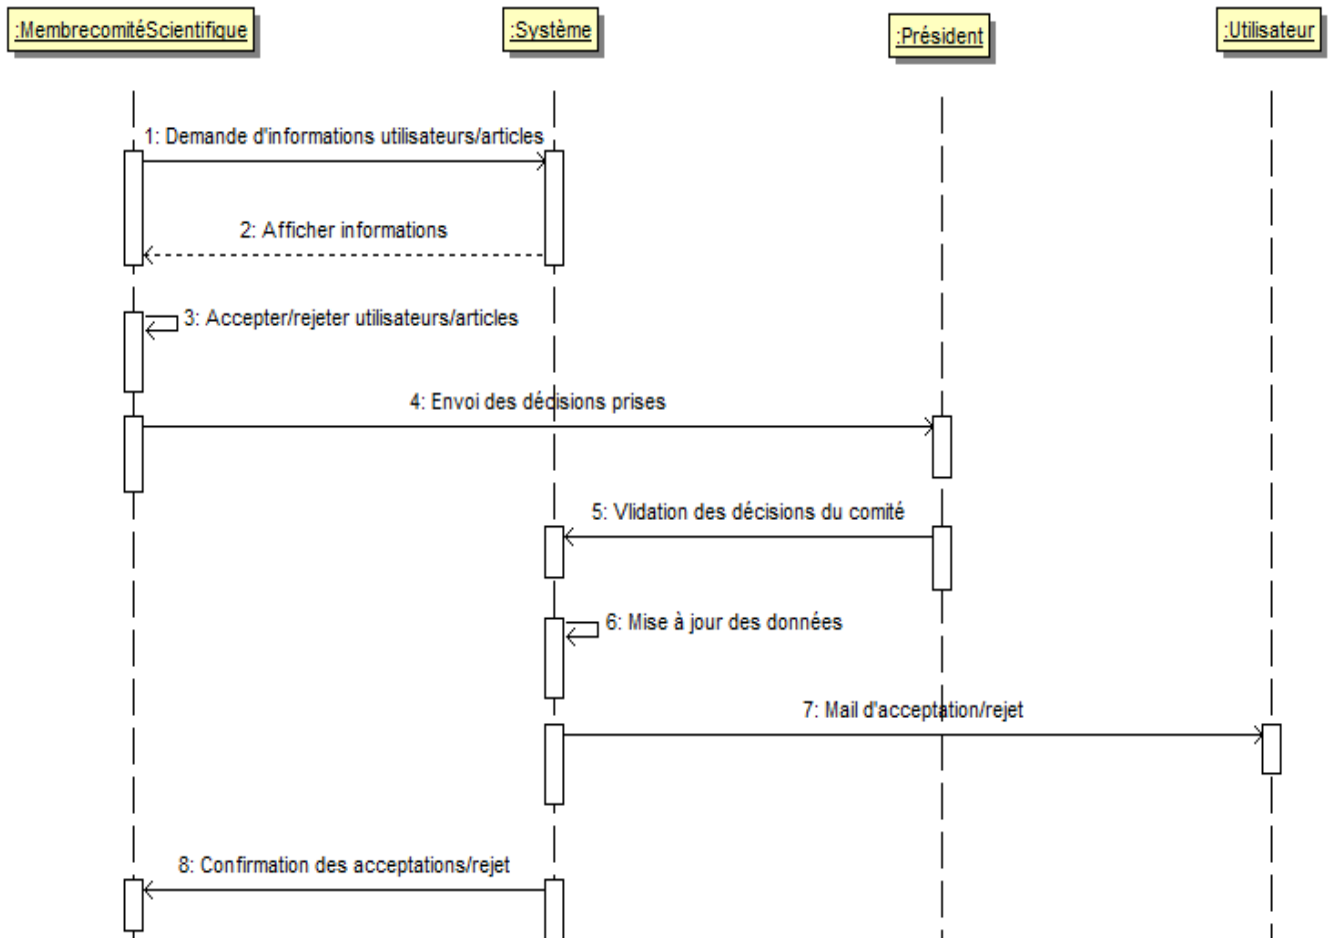 :MembrecomitéScientifique
:Système
:Président
:Utilisateur
1: Demande d'informations utilisateurs/articles
2: Afficher informations
3: Accepter/rejeter utilisateurs/articles
4: Envoi des décisions prises
5: Vlidation des décisions du comité
6: Mise à jour des données
7: Mail d'acceptation/rejet
8: Confirmation des acceptations/rejet